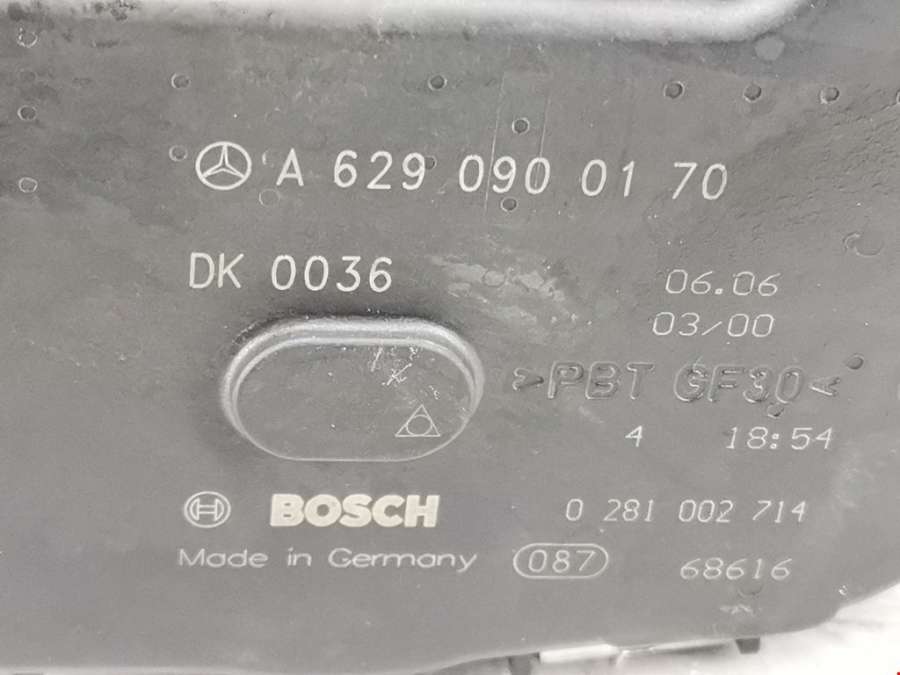 A 629 090 01 70
DK 0036
06.06
03/00
>PBT GF30<
4 18:54
BOSCH 0 281 002 714
Made in Germany 087 68616